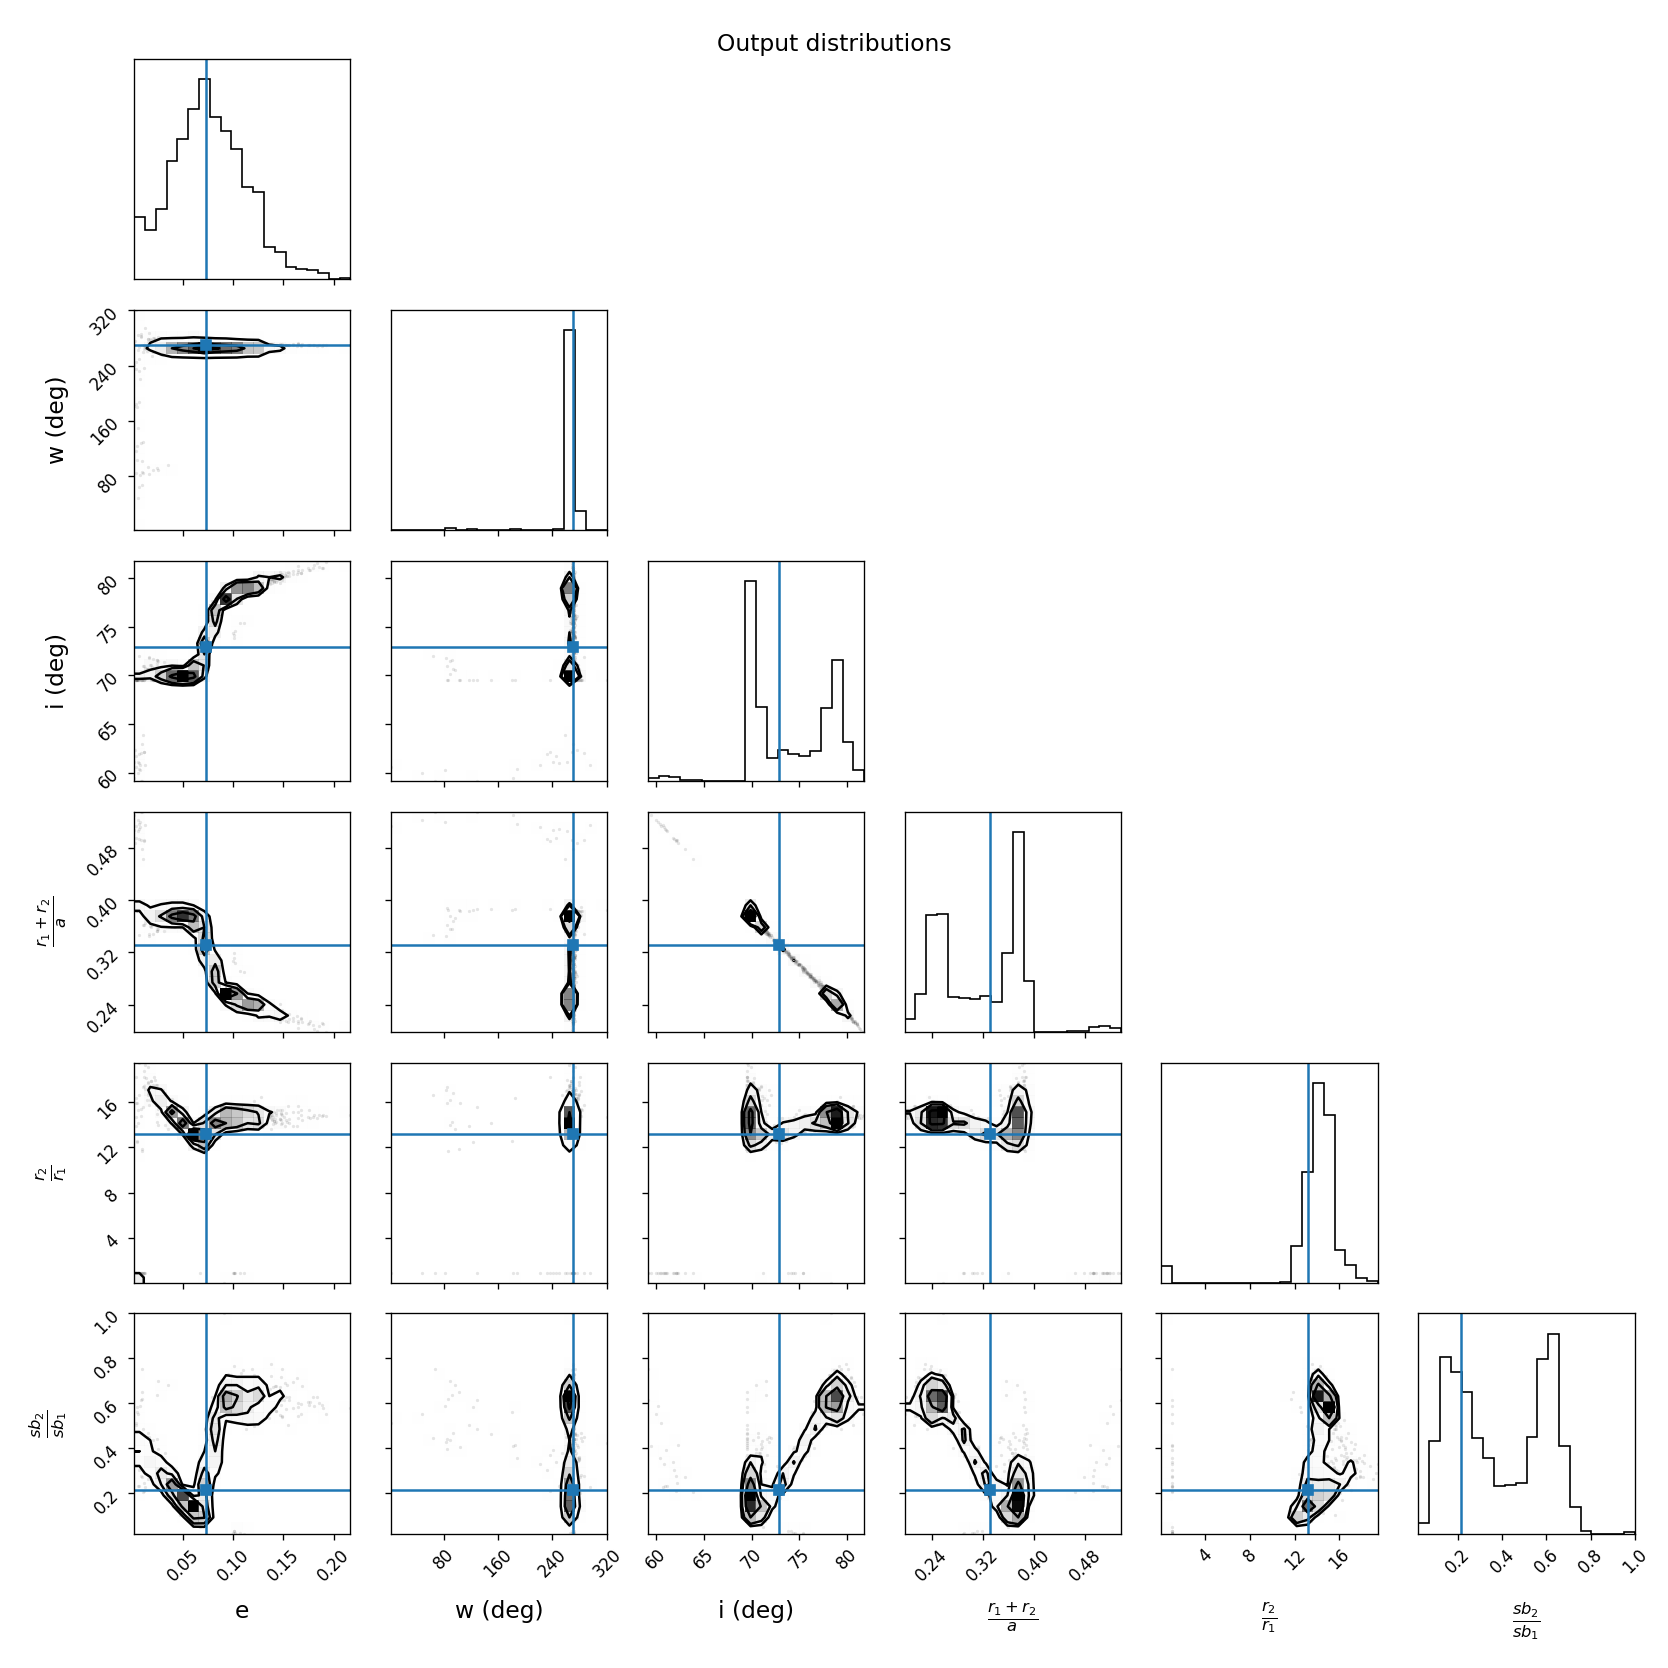 Output distributions
320
240
160
80
w (deg)
80
75
70
65
60
i (deg)
0.48
0.40
0.32
0.24
r₁ + r₂
a
16
12
8
4
r₂
r₁
1.0
0.8
0.6
0.4
0.2
sb₂
sb₁
0.05 0.10 0.15 0.20 80 160 240 320 60 65 70 75 80 0.24 0.32 0.40 0.48 4 8 12 16 0.2 0.4 0.6 0.8 1.0
e w (deg) i (deg) r₁ + r₂ r₂ sb₂
a r₁ sb₁